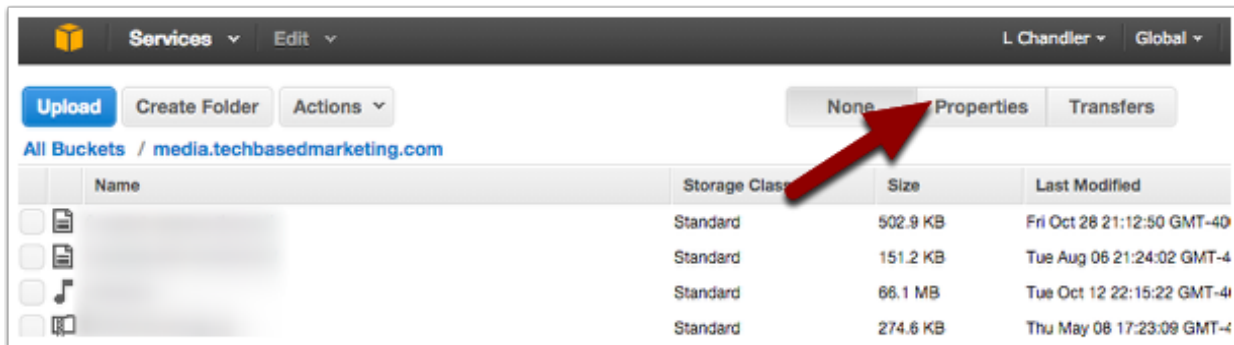 Services Edit L Chandler Global
Upload Create Folder Actions None Properties Transfers
All Buckets / media.techbasedmarketing.com
Name Storage Class Size Last Modified
Standard 502.9 KB Fri Oct 28 21:12:50 GMT-40
Standard 151.2 KB Tue Aug 06 21:24:02 GMT-4
Standard 66.1 MB Tue Oct 12 22:15:22 GMT-4
Standard 274.6 KB Thu May 08 17:23:09 GMT-4